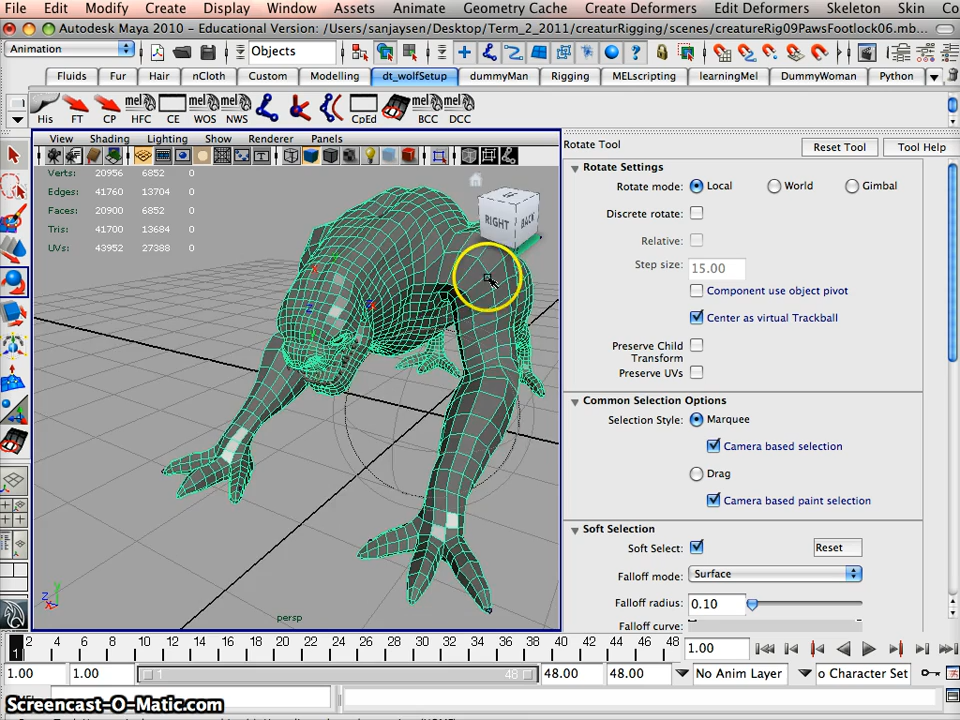 File Edit Modify Create Display Window Assets Animate Geometry Cache Create Deformers Edit Deformers Skeleton Skin Co
Autodesk Maya 2010 - Educational Version: /Users/sanjaysen/Desktop/Term_2_2011/creaturRigging/scenes/creatureRig09PawsFootlock06.mb...
Animation Objects
Fluids Fur Hair nCloth Custom Modelling dt_wolfSetup dummyMan Rigging MELscripting learningMel DummyWoman Python
mel mel mel mel mel
His FT CP HFC CE WOS NWS CpEd BCC DCC
View Shading Lighting Show Renderer Panels
Verts: 20956 6852 0
Edges: 41760 13704 0
Faces: 20900 6852 0
Tris: 41700 13684 0
UVs: 43952 27388 0
RIGHT BACK
persp
Rotate Tool Reset Tool Tool Help
Rotate Settings
Rotate mode: Local World Gimbal
Discrete rotate:
Relative:
Step size: 15.00
Component use object pivot
Center as virtual Trackball
Preserve Child
Transform
Preserve UVs
Common Selection Options
Selection Style: Marquee
Camera based selection
Drag
Camera based paint selection
Soft Selection
Soft Select: Reset
Falloff mode: Surface
Falloff radius: 0.10
Falloff curve:
2 4 6 8 10 12 14 16 18 20 22 24 26 28 30 32 34 36 38 40 42 44 46 48 1.00
1
1.00 1.00 1 48 48.00 48.00 No Anim Layer o Character Set
Screencast-O-Matic.com